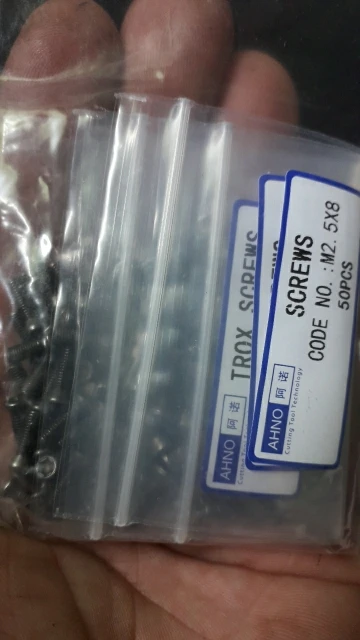 SCREWS
CODE NO.:M2.5X8
50PCS
AHNO 阿诺
Cutting Tool Technology
TROX SCREWS
AHNO 阿诺